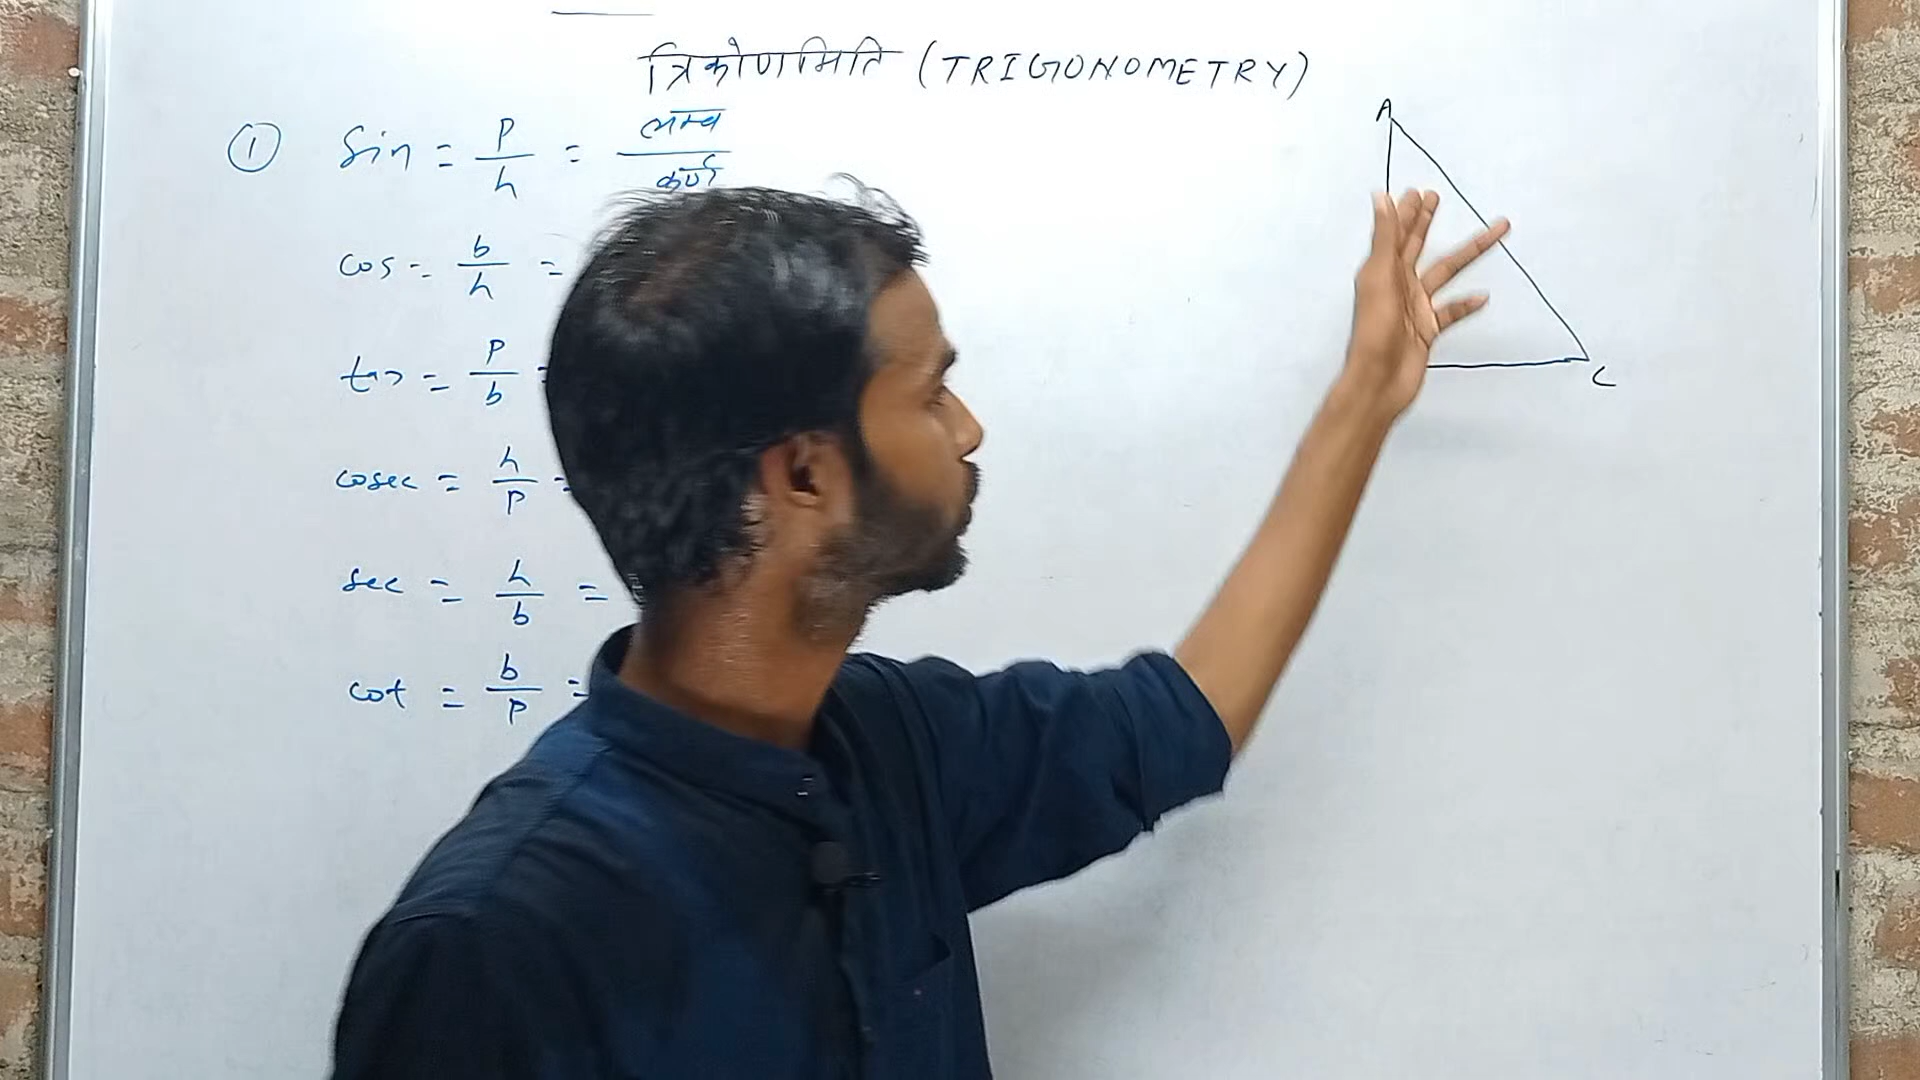 त्रिकोणमिति (TRIGONOMETRY)
① Sin = P/h = लम्ब/कर्ण
cos = b/h =
tan = P/b =
cosec = h/P =
sec = h/b =
cot = b/P =
A
C